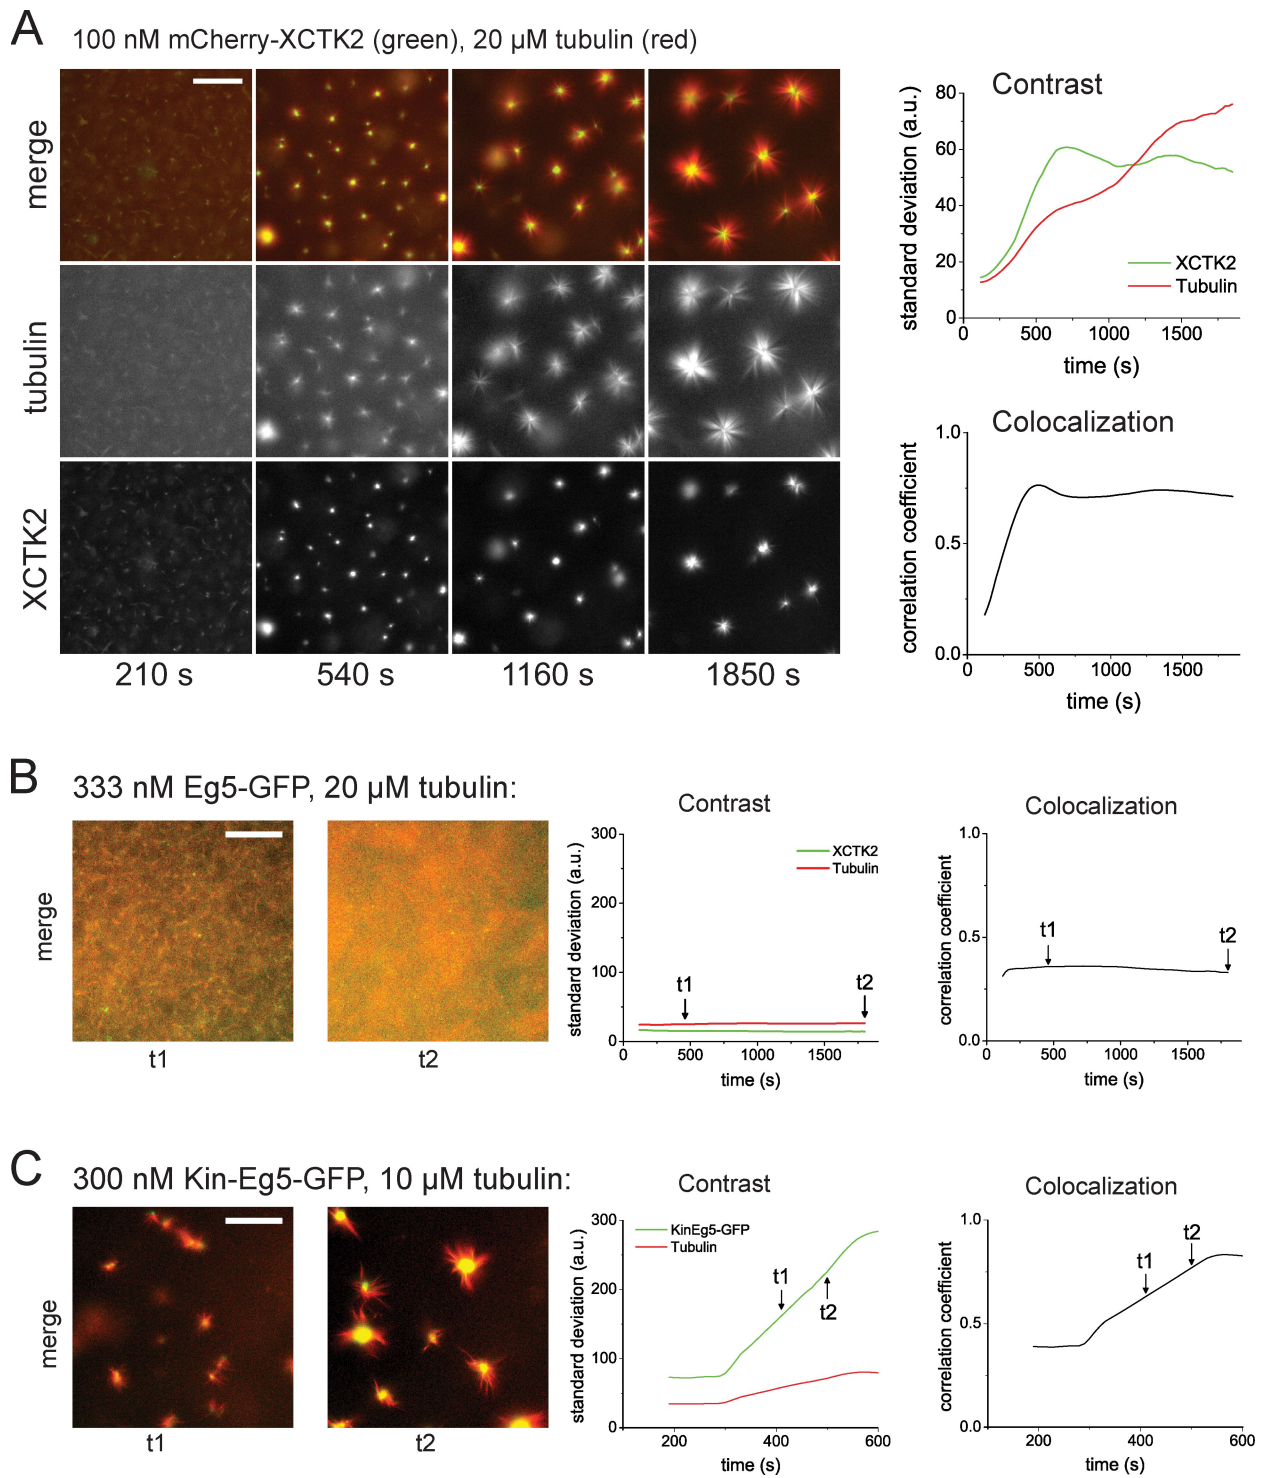 A
100 nM mCherry-XCTK2 (green), 20 µM tubulin (red)
merge
tubulin
XCTK2
210 s
540 s
1160 s
1850 s
Contrast
standard deviation (a.u.)
80
60
40
20
0
XCTK2
Tubulin
0 500 1000 1500
time (s)
Colocalization
correlation coefficient
1.0
0.5
0.0
0 500 1000 1500
time (s)
B
333 nM Eg5-GFP, 20 µM tubulin:
merge
t1
t2
Contrast
standard deviation (a.u.)
300
200
100
0
XCTK2
Tubulin
t1
t2
0 500 1000 1500
time (s)
Colocalization
correlation coefficient
1.0
0.5
0.0
t1
t2
0 500 1000 1500
time (s)
C
300 nM Kin-Eg5-GFP, 10 µM tubulin:
merge
t1
t2
Contrast
standard deviation (a.u.)
300
200
100
0
KinEg5-GFP
Tubulin
t1
t2
200 400 600
time (s)
Colocalization
correlation coefficient
1.0
0.5
0.0
t1
t2
200 400 600
time (s)